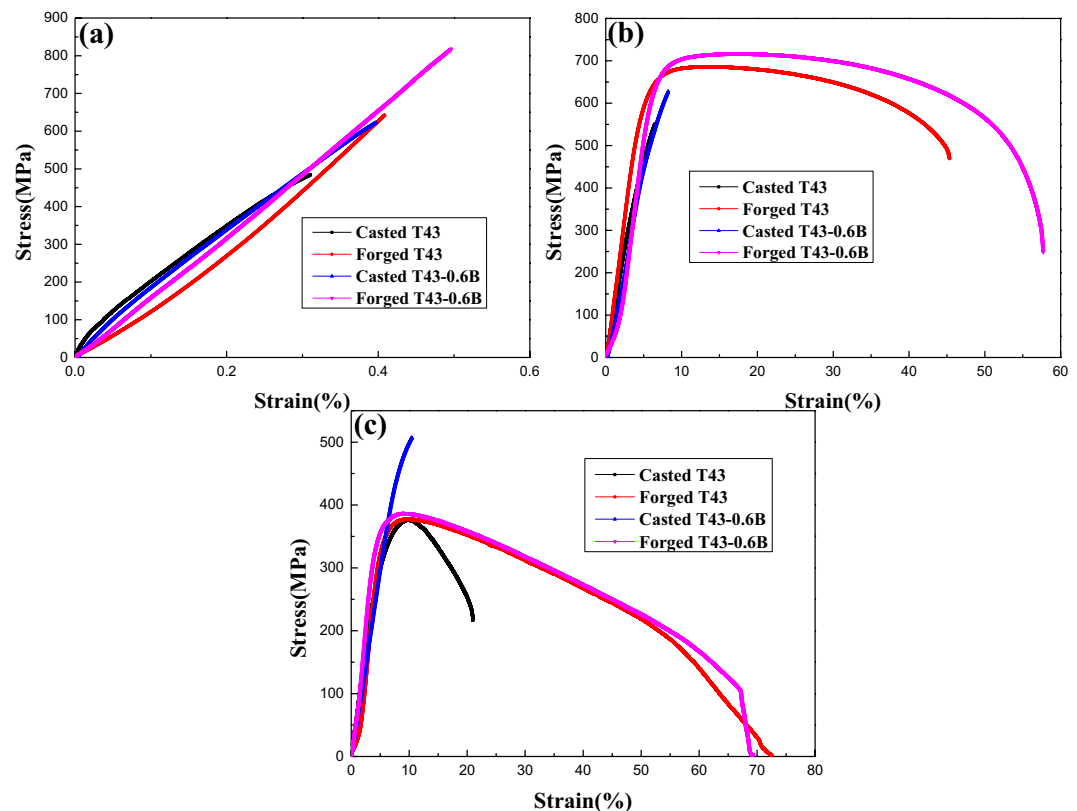 (a)
900
800
700
600
500
400
300
200
100
0
0.0 0.2 0.4 0.6
Stress(MPa)
Strain(%)
Casted T43
Forged T43
Casted T43-0.6B
Forged T43-0.6B
(b)
800
700
600
500
400
300
200
100
0
0 10 20 30 40 50 60
Stress(MPa)
Strain(%)
Casted T43
Forged T43
Casted T43-0.6B
Forged T43-0.6B
(c)
500
400
300
200
100
0
0 10 20 30 40 50 60 70 80
Stress(MPa)
Strain(%)
Casted T43
Forged T43
Casted T43-0.6B
Forged T43-0.6B